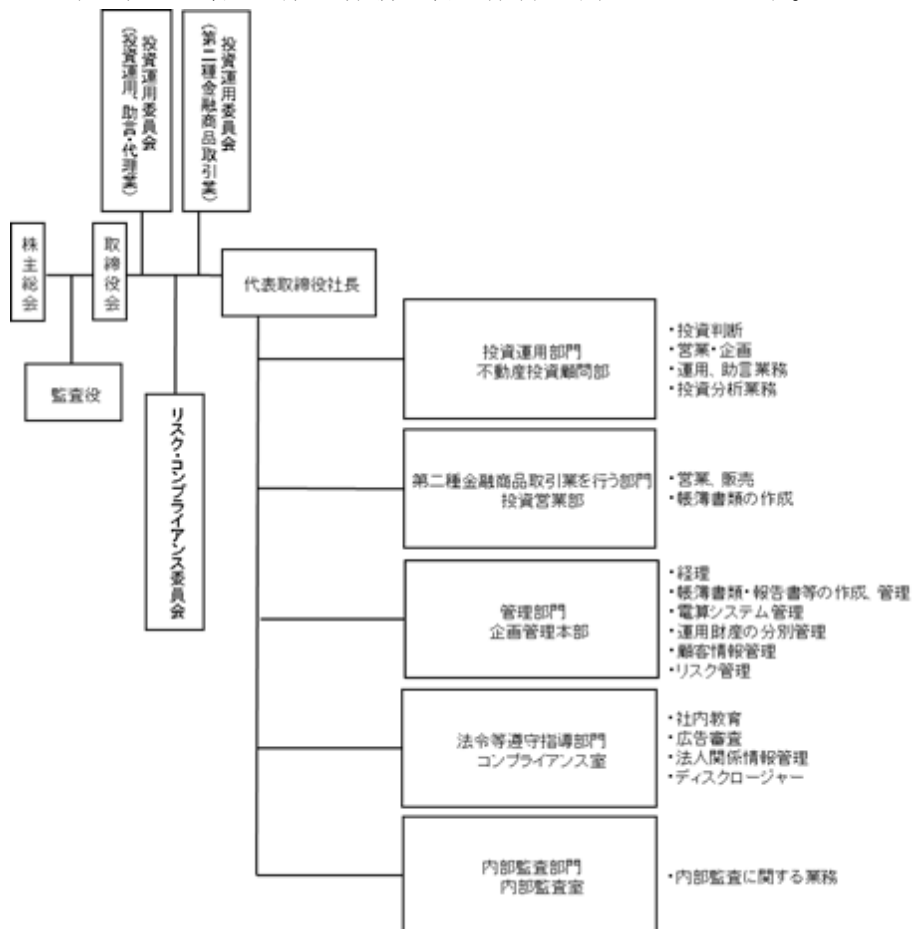 投資運用委員会
(投資運用、助言・代理業)
投資運用委員会
(第二種金融商品取引業)
株主総会
取締役会
代表取締役社長
監査役
リスク・コンプライアンス委員会
投資運用部門
不動産投資顧問部
・投資判断
・営業・企画
・運用、助言業務
・投資分析業務
第二種金融商品取引業を行う部門
投資営業部
・営業、販売
・帳簿書類の作成
管理部門
企画管理本部
・経理
・帳簿書類・報告書等の作成、管理
・電算システム管理
・運用財産の分別管理
・顧客情報管理
・リスク管理
法令等遵守指導部門
コンプライアンス室
・社内教育
・広告審査
・法人関係情報管理
・ディスクロージャー
内部監査部門
内部監査室
・内部監査に関する業務